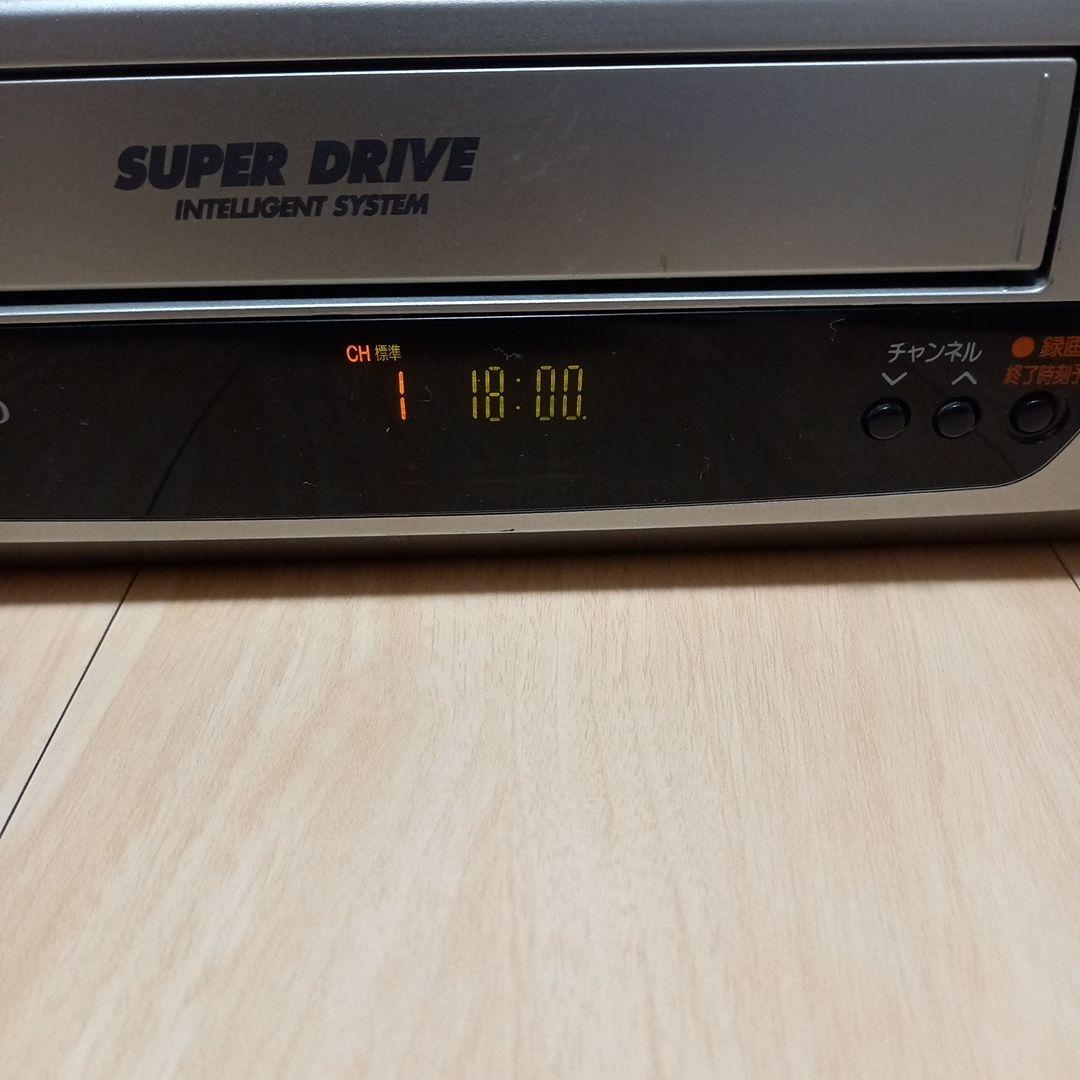 SUPER DRIVE
INTELLIGENT SYSTEM
CH 標準
1 18:00.
チャンネル
● 録画
終了時刻予